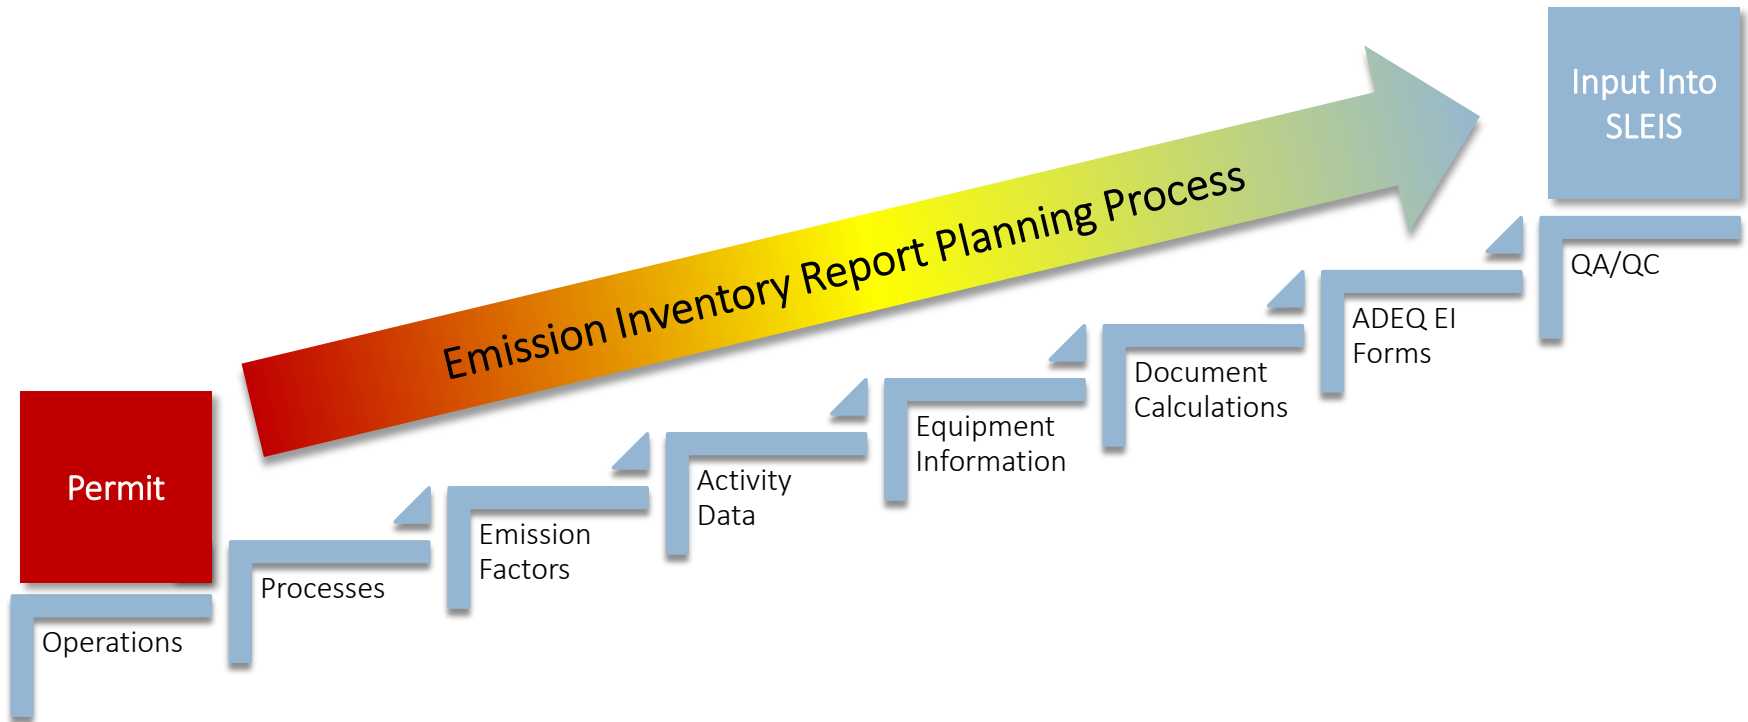 Emission Inventory Report Planning Process
Permit
Input Into
SLEIS
Operations
Processes
Emission
Factors
Activity
Data
Equipment
Information
Document
Calculations
ADEQ EI
Forms
QA/QC